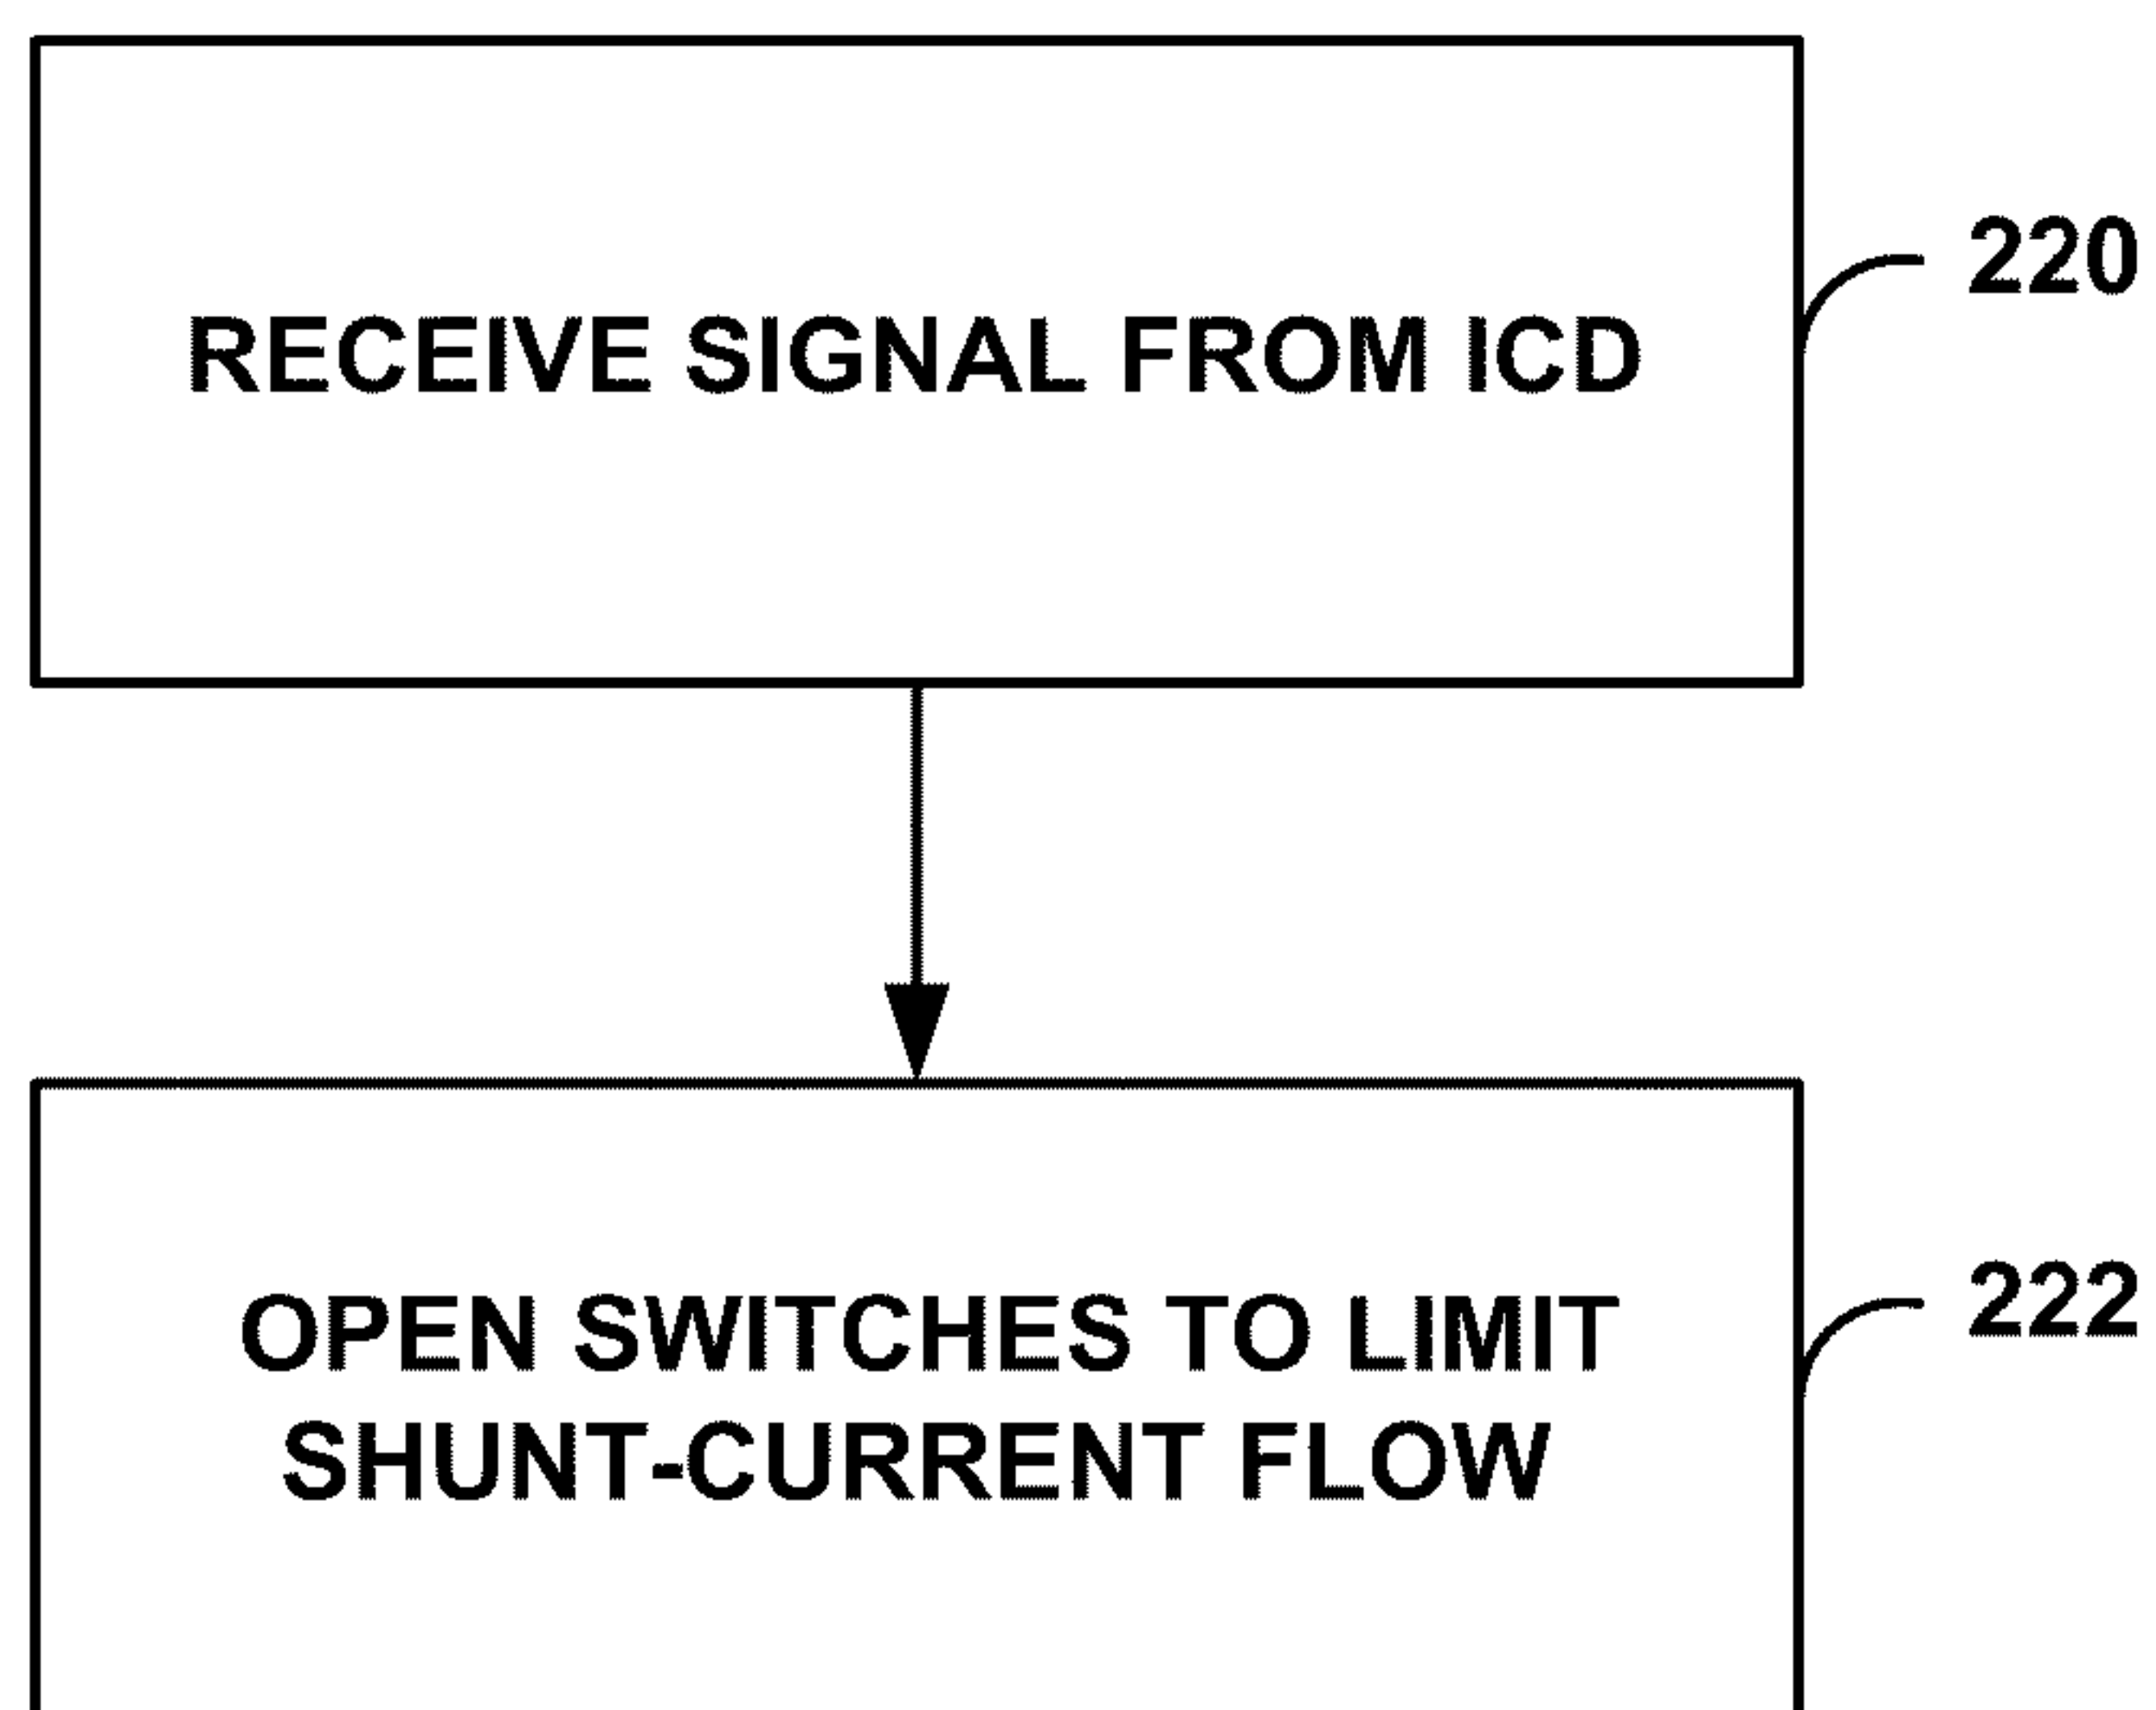 RECEIVE SIGNAL FROM ICD
220
OPEN SWITCHES TO LIMIT
SHUNT-CURRENT FLOW
222